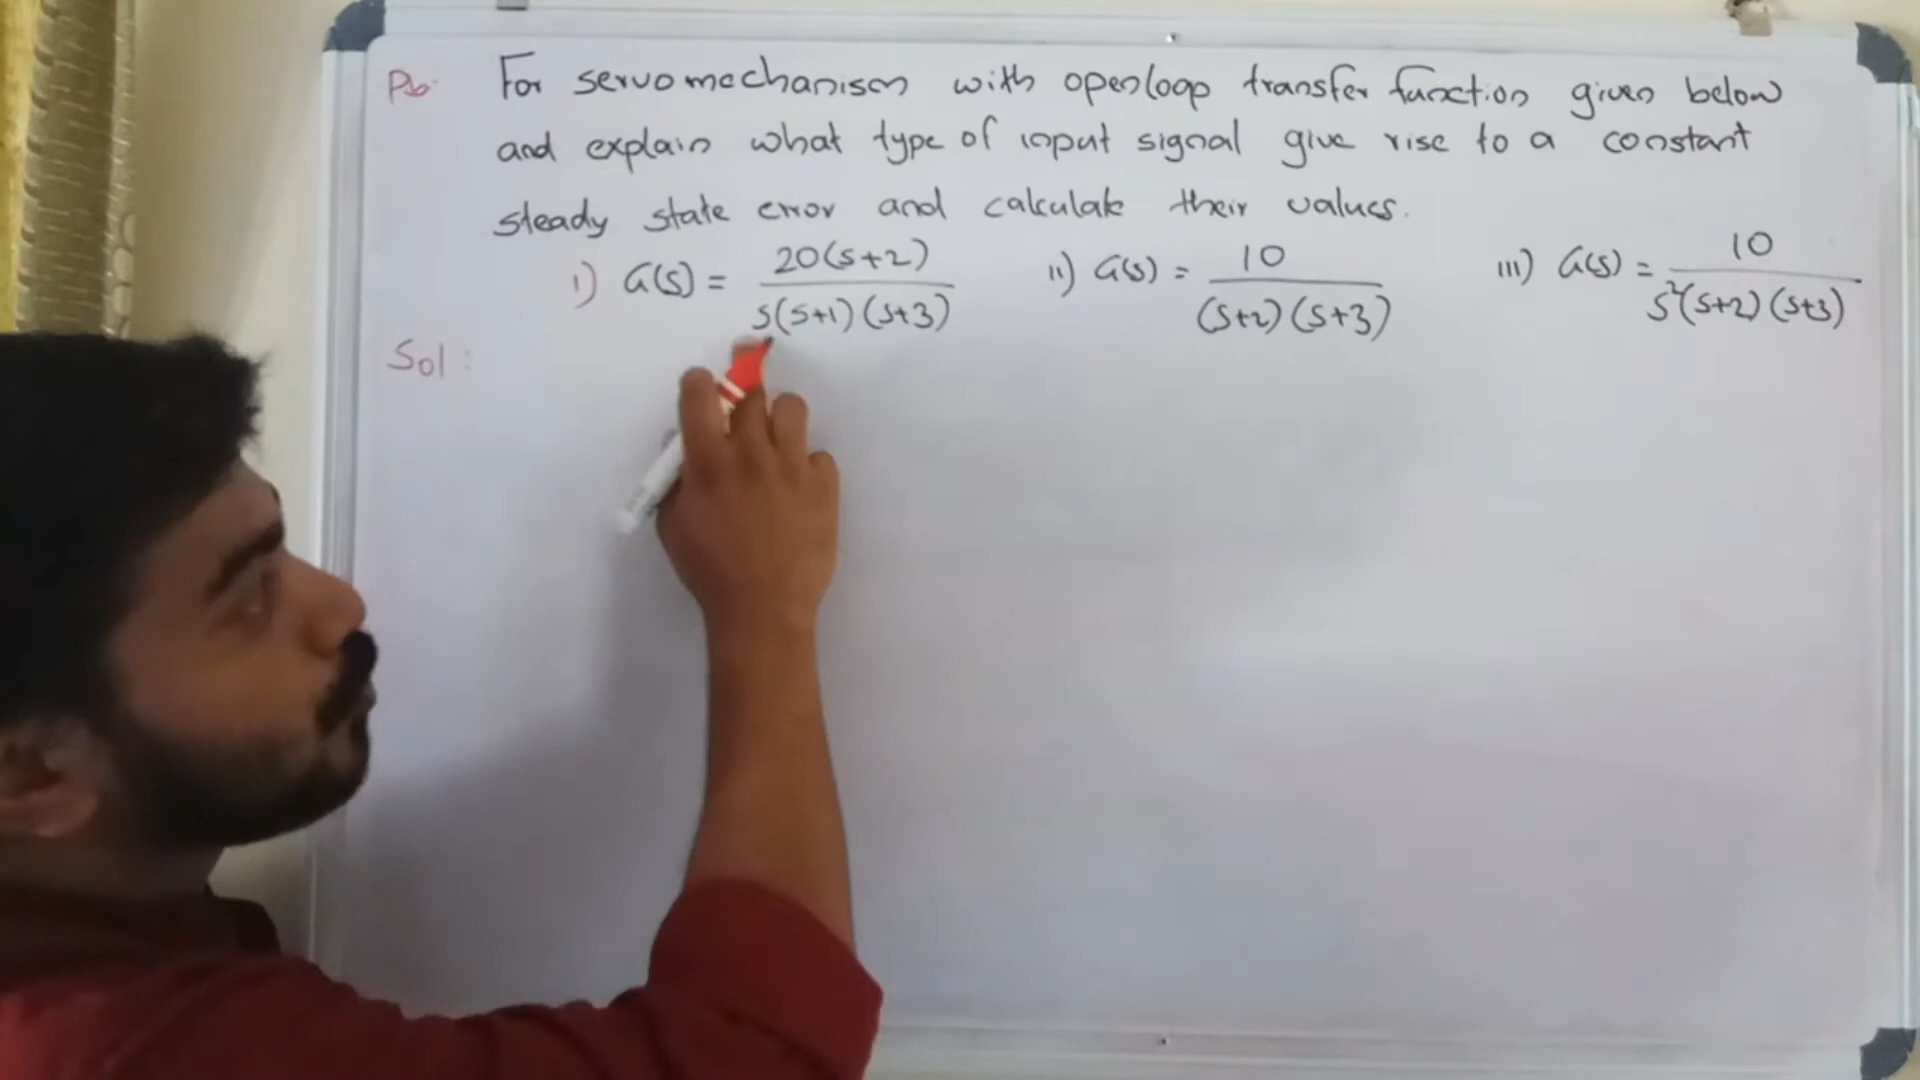 Pb. For servomechanism with openloop transfer function given below
and explain what type of input signal give rise to a constant
steady state error and calculate their values.
i) G(s) = 20(s+2) / s(s+1)(s+3) ii) G(s) = 10 / (s+2)(s+3) iii) G(s) = 10 / s²(s+2)(s+3)
Sol: